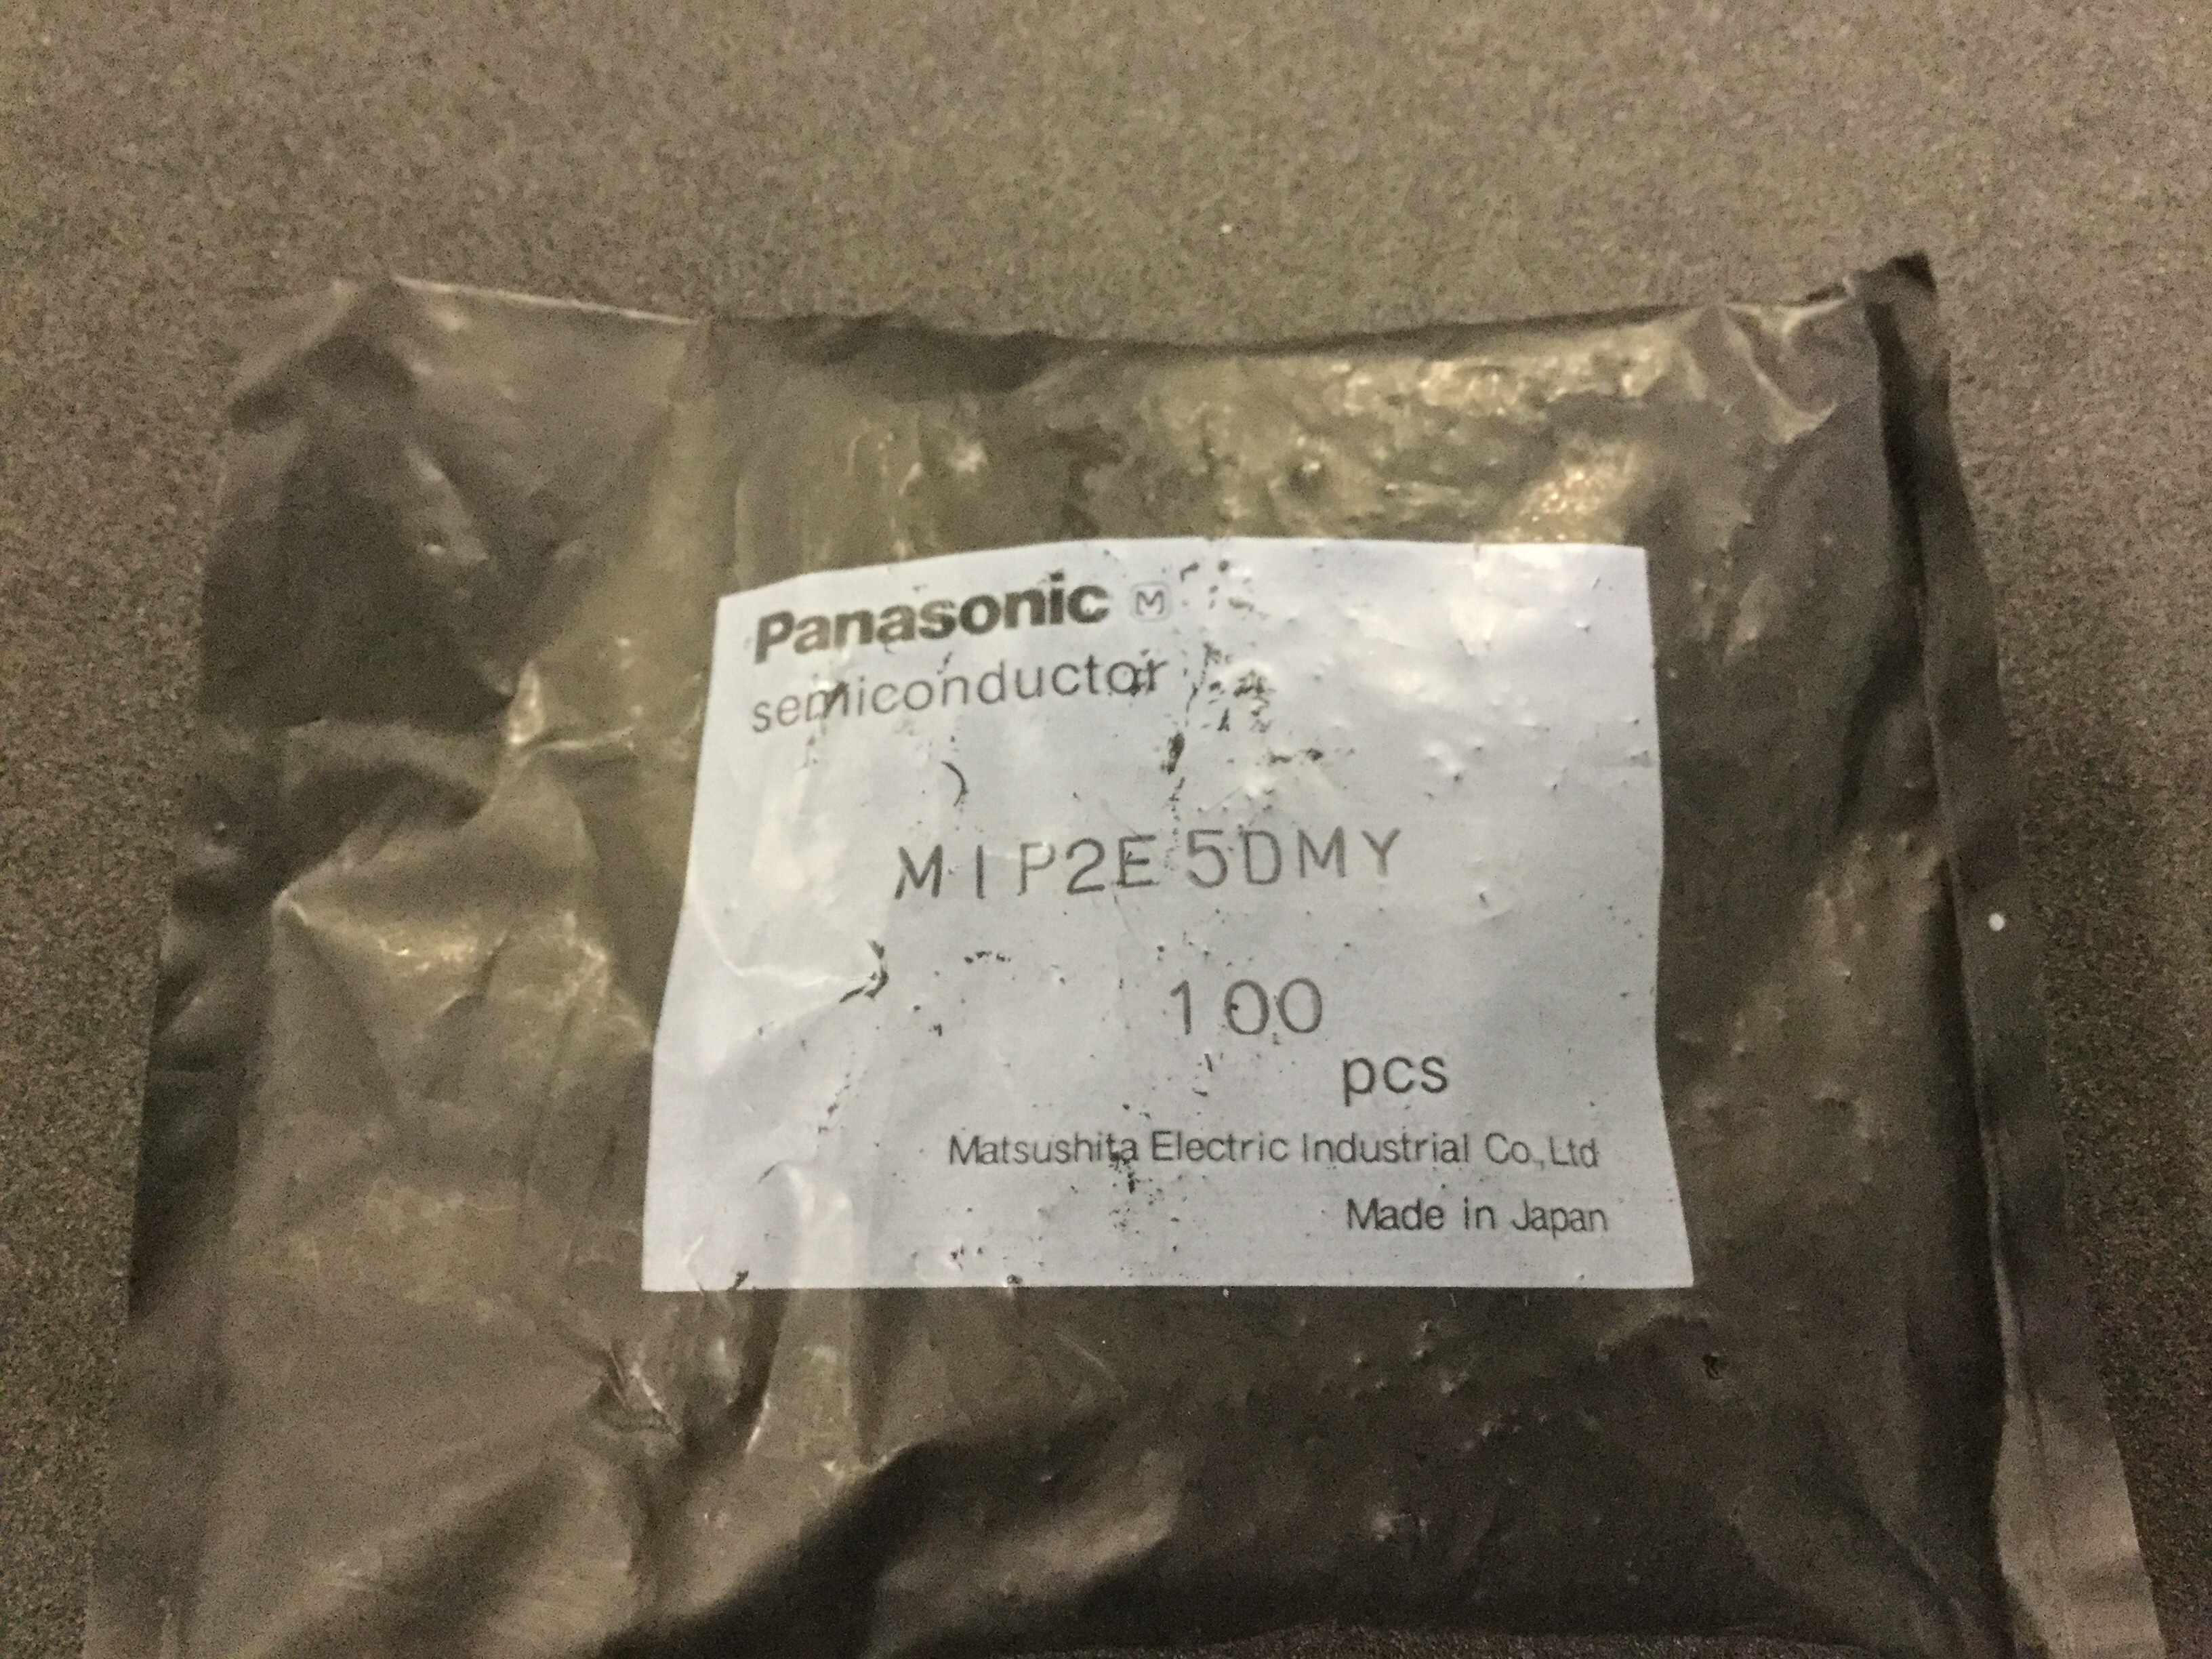 Panasonic M
semiconductor
MIP2E5DMY
100
pcs
Matsushita Electric Industrial Co.,Ltd
Made in Japan